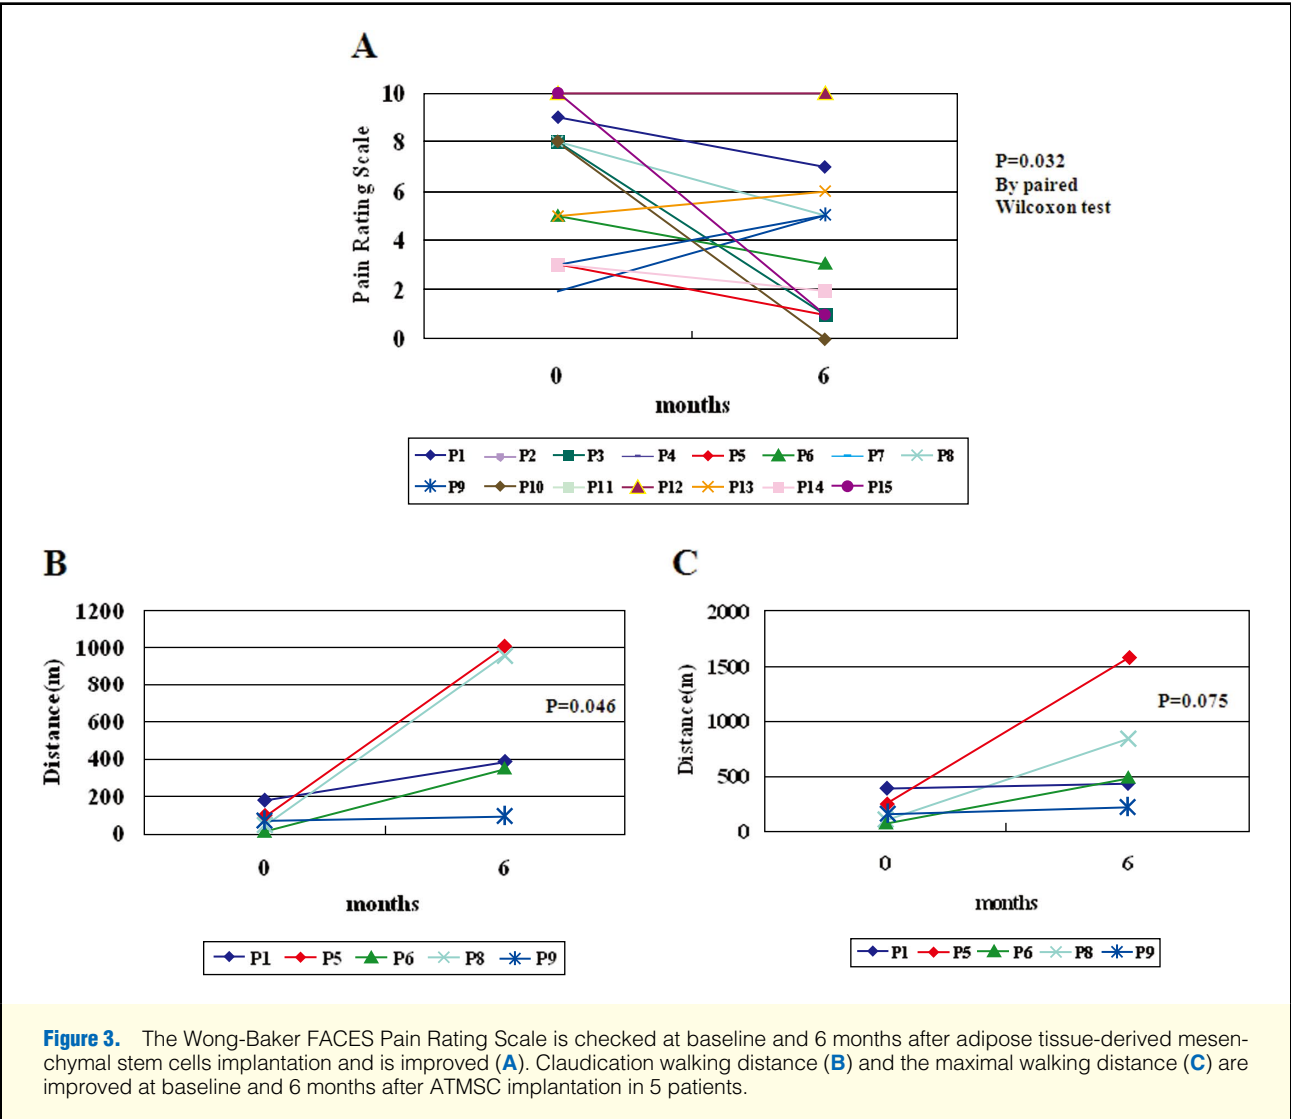 A
10
8
6
4
2
0
Pain Rating Scale
0 6
months
P=0.032
By paired
Wilcoxon test
P1 P2 P3 P4 P5 P6 P7 P8
P9 P10 P11 P12 P13 P14 P15
B
1200
1000
800
600
400
200
0
Distance(m)
P=0.046
0 6
months
P1 P5 P6 P8 P9
C
2000
1500
1000
500
0
Distance(m)
P=0.075
0 6
months
P1 P5 P6 P8 P9
Figure 3. The Wong-Baker FACES Pain Rating Scale is checked at baseline and 6 months after adipose tissue-derived mesen-
chymal stem cells implantation and is improved (A). Claudication walking distance (B) and the maximal walking distance (C) are
improved at baseline and 6 months after ATMSC implantation in 5 patients.